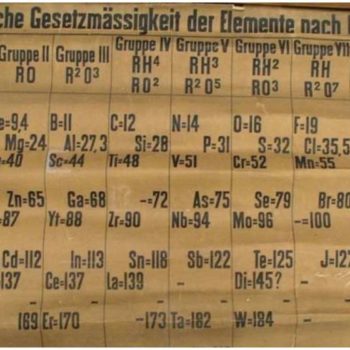 che Gesetzmässigkeit der Elemente nach
Gruppe II Gruppe III Gruppe IV Gruppe V Gruppe VI Gruppe VII
RO R²O³ RH⁴ RH³ RH² RH
RO² R²O⁵ RO³ R²O⁷
e=9,4 B=11 C=12 N=14 O=16 F=19
Mg=24 Al=27,3 Si=28 P=31 S=32 Cl=35,5
=40 Sc=44 Ti=48 V=51 Cr=52 Mn=55
Zn=65 Ga=68 -=72 As=75 Se=79 Br=80
=87 Yt=88 Zr=90 Nb=94 Mo=96 -=100
Cd=112 In=113 Sn=118 Sb=122 Te=125 J=127
=137 Ce=137 La=139 - Di=145? -
- - - - - -
169 Er=170 -173 Ta=182 W=184 -